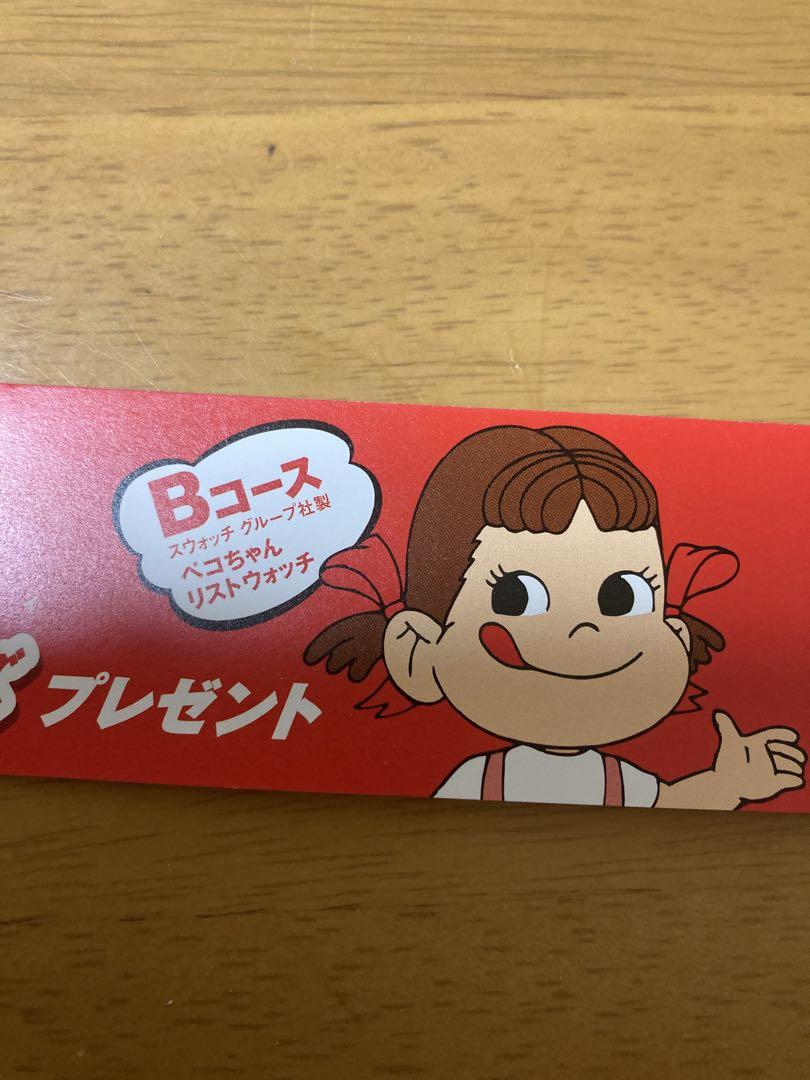 Bコース
スウォッチ グループ社製
ペコちゃん
リストウォッチ
プレゼント